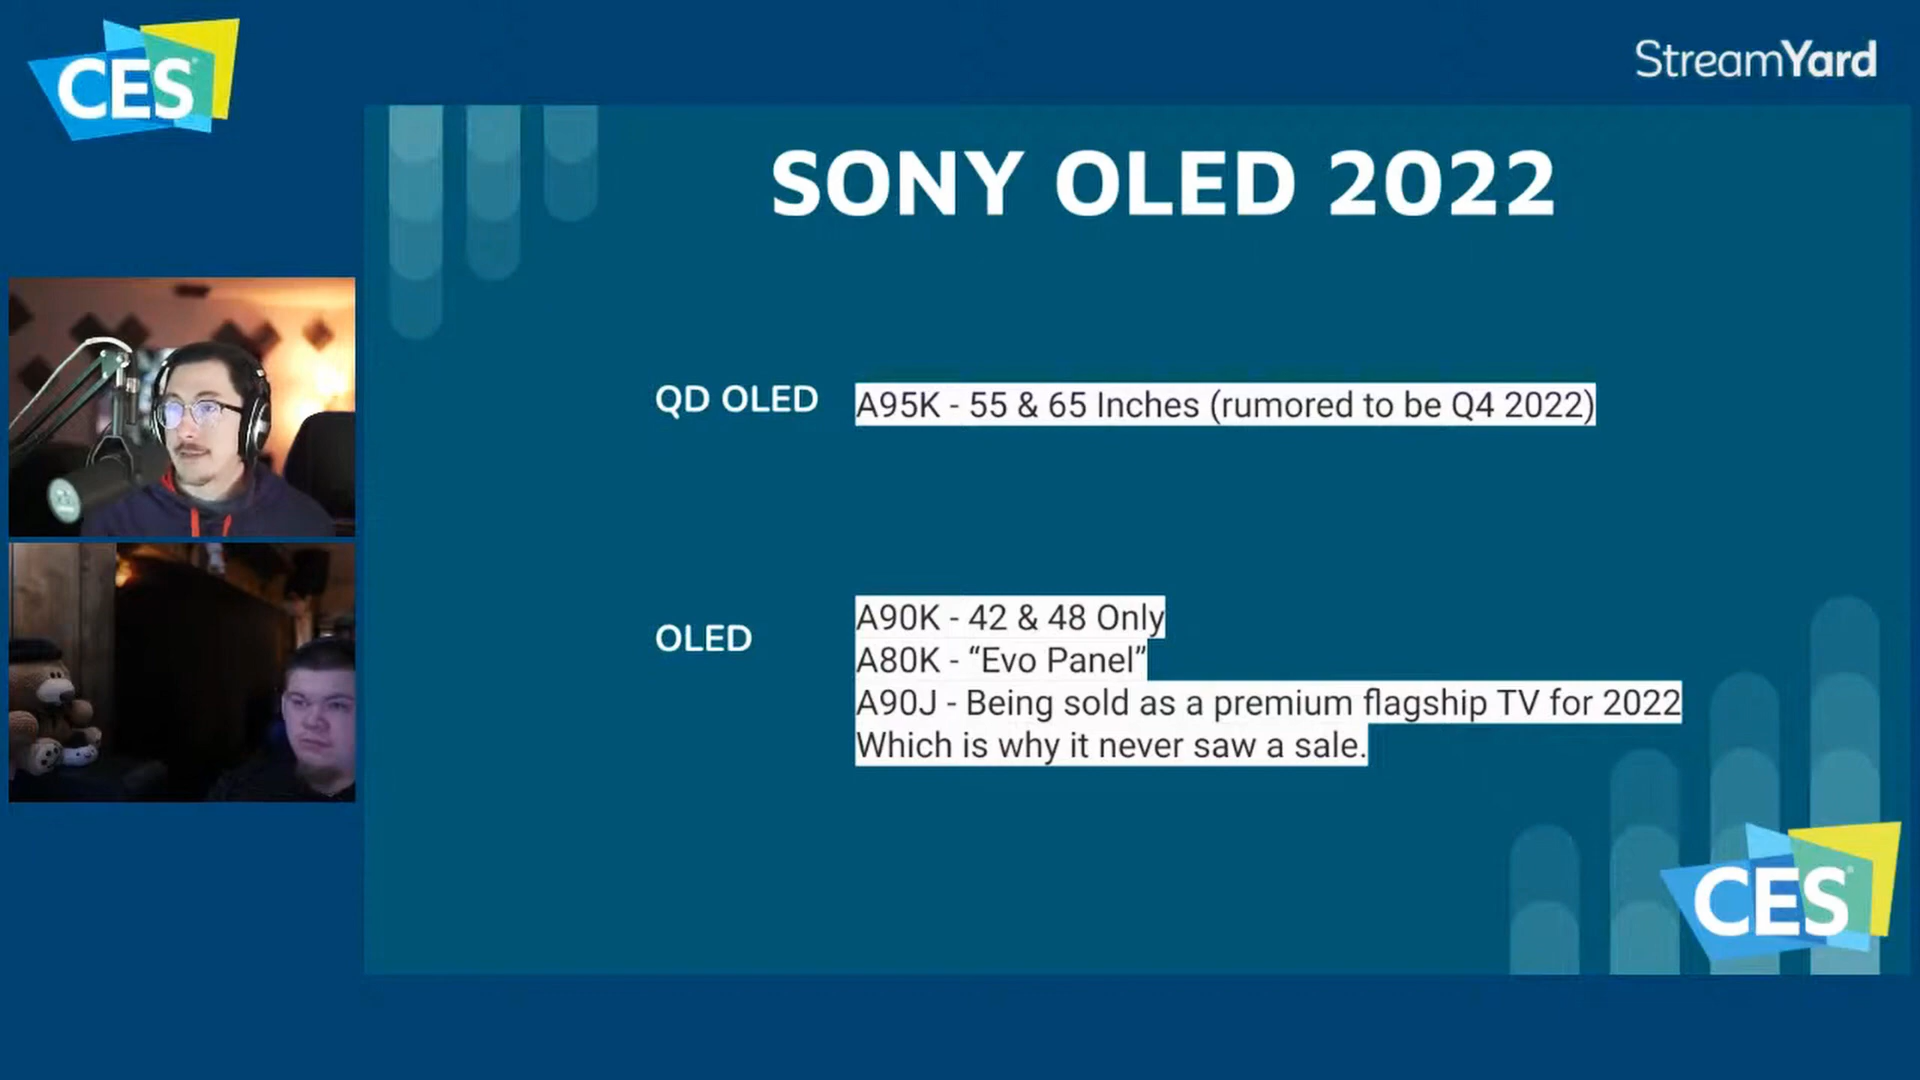 CES
StreamYard
SONY OLED 2022
QD OLED
A95K - 55 & 65 Inches (rumored to be Q4 2022)
OLED
A90K - 42 & 48 Only
A80K - “Evo Panel”
A90J - Being sold as a premium flagship TV for 2022
Which is why it never saw a sale.
CES